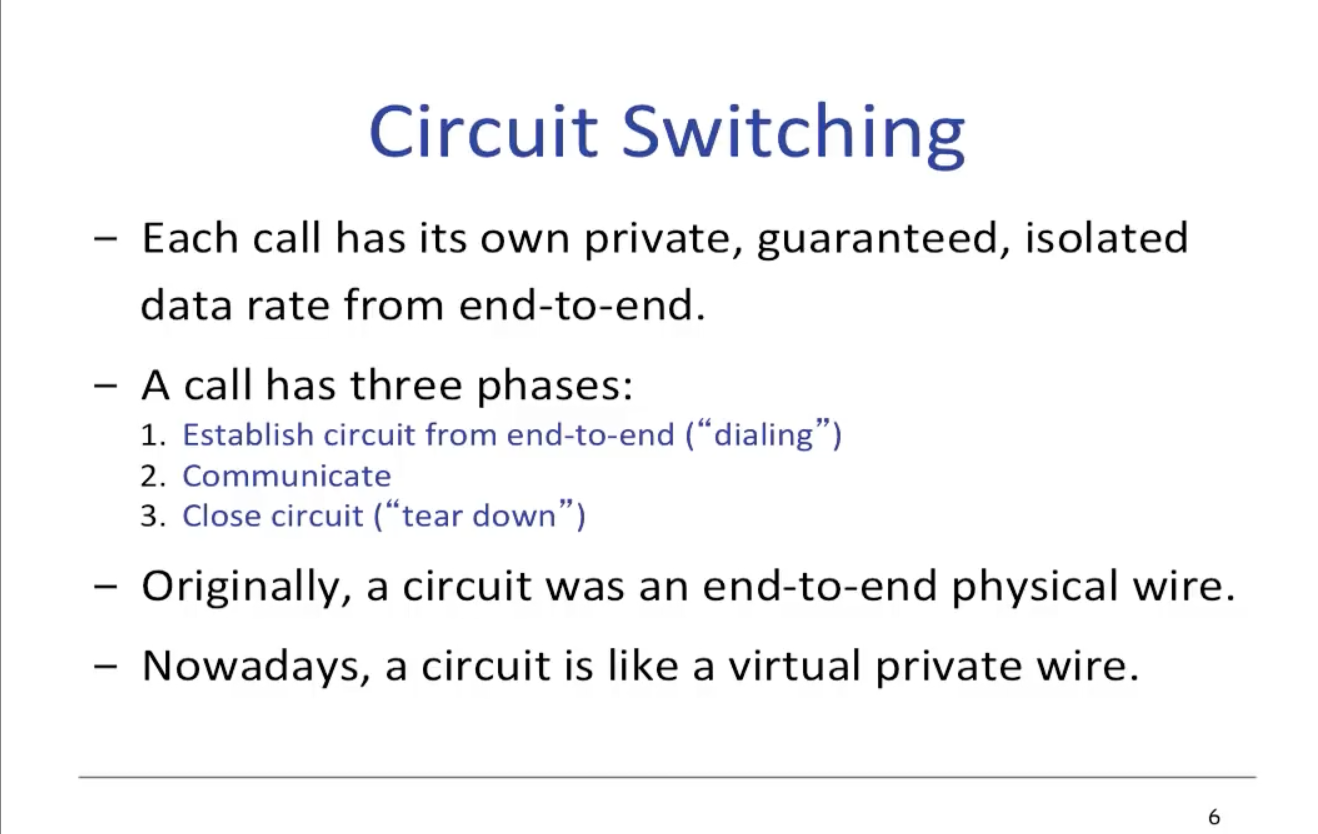 Circuit Switching
– Each call has its own private, guaranteed, isolated
data rate from end-to-end.
– A call has three phases:
1. Establish circuit from end-to-end (“dialing”)
2. Communicate
3. Close circuit (“tear down”)
– Originally, a circuit was an end-to-end physical wire.
– Nowadays, a circuit is like a virtual private wire.
6